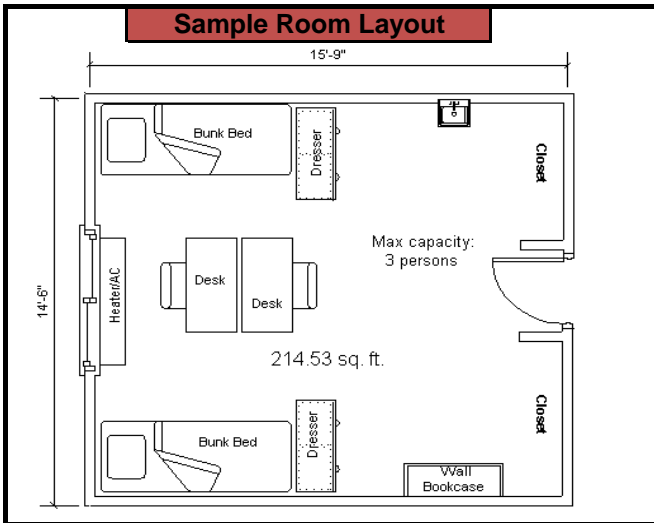 Sample Room Layout
15'-9"
Bunk Bed
Dresser
Closet
Max capacity:
3 persons
14'-6"
Heater/AC
Desk
Desk
214.53 sq. ft.
Bunk Bed
Dresser
Closet
Wall
Bookcase